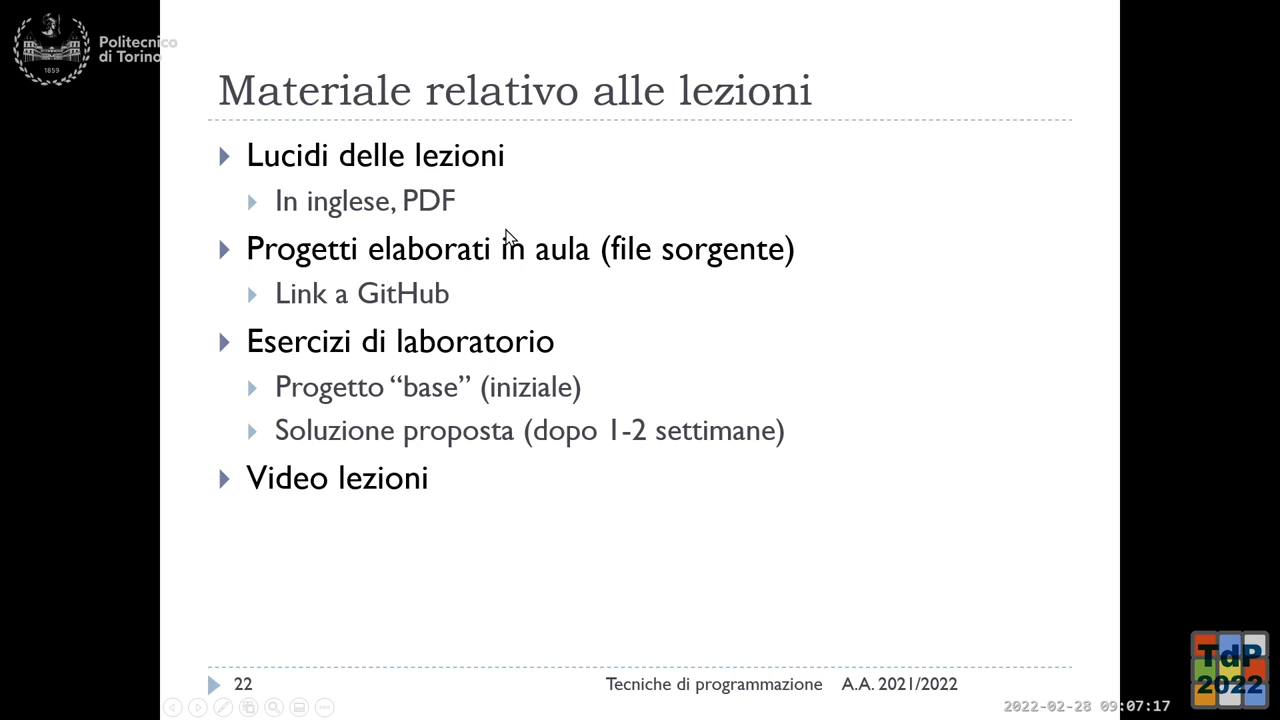 Politecnico
di Torino
1859
Materiale relativo alle lezioni
Lucidi delle lezioni
In inglese, PDF
Progetti elaborati in aula (file sorgente)
Link a GitHub
Esercizi di laboratorio
Progetto “base” (iniziale)
Soluzione proposta (dopo 1-2 settimane)
Video lezioni
22
Tecniche di programmazione A.A. 2021/2022
TdP
2022
2022-02-28 09:07:17